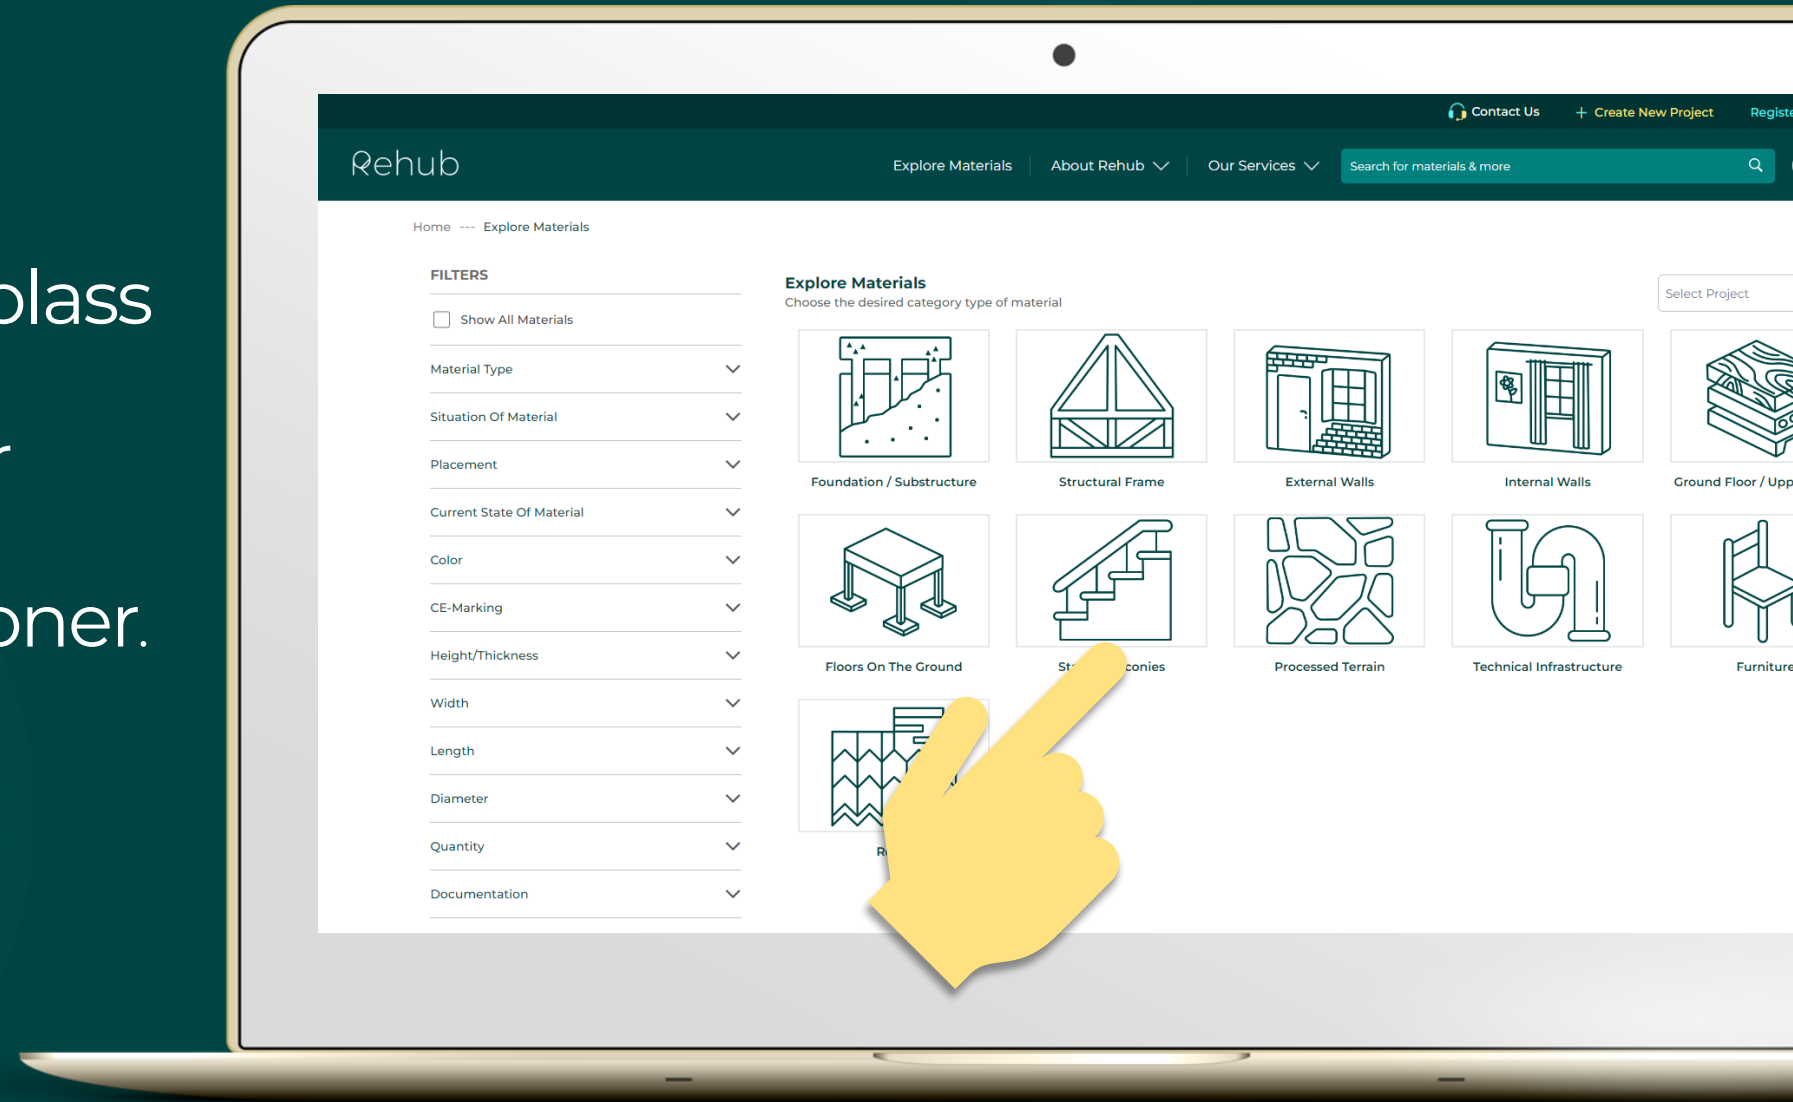 Contact Us + Create New Project
Rehub
Explore Materials About Rehub Our Services Search for materials & more
Home --- Explore Materials
FILTERS
Show All Materials
Material Type
Situation Of Material
Placement
Current State Of Material
Color
CE-Marking
Height/Thickness
Width
Length
Diameter
Quantity
Documentation
Explore Materials
Choose the desired category type of material
Select Project
Foundation / Substructure
Structural Frame
External Walls
Internal Walls
Ground Floor /
Floors On The Ground
Processed Terrain
Technical Infrastructure
Furniture